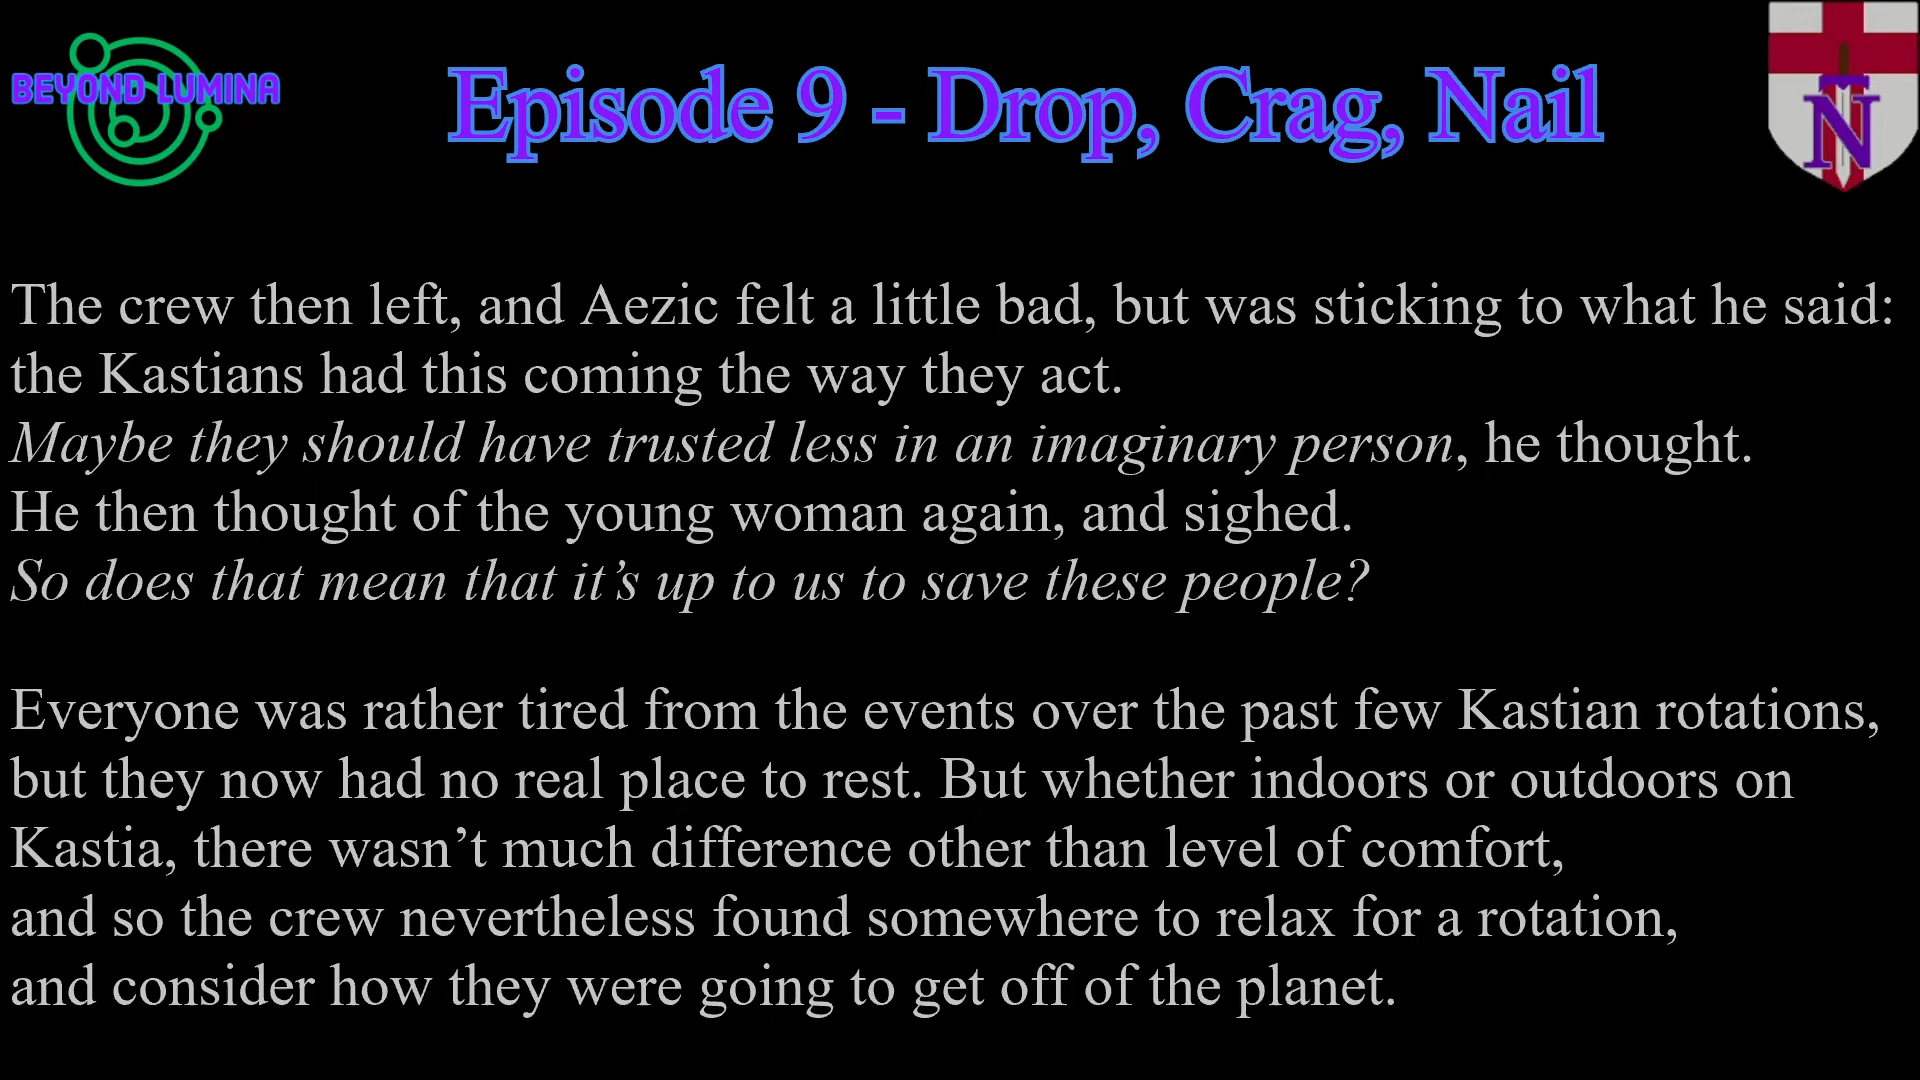 BEYOND LUMINA
Episode 9 - Drop, Crag, Nail
N
The crew then left, and Aezic felt a little bad, but was sticking to what he said:
the Kastians had this coming the way they act.
Maybe they should have trusted less in an imaginary person, he thought.
He then thought of the young woman again, and sighed.
So does that mean that it’s up to us to save these people?
Everyone was rather tired from the events over the past few Kastian rotations,
but they now had no real place to rest. But whether indoors or outdoors on
Kastia, there wasn’t much difference other than level of comfort,
and so the crew nevertheless found somewhere to relax for a rotation,
and consider how they were going to get off of the planet.